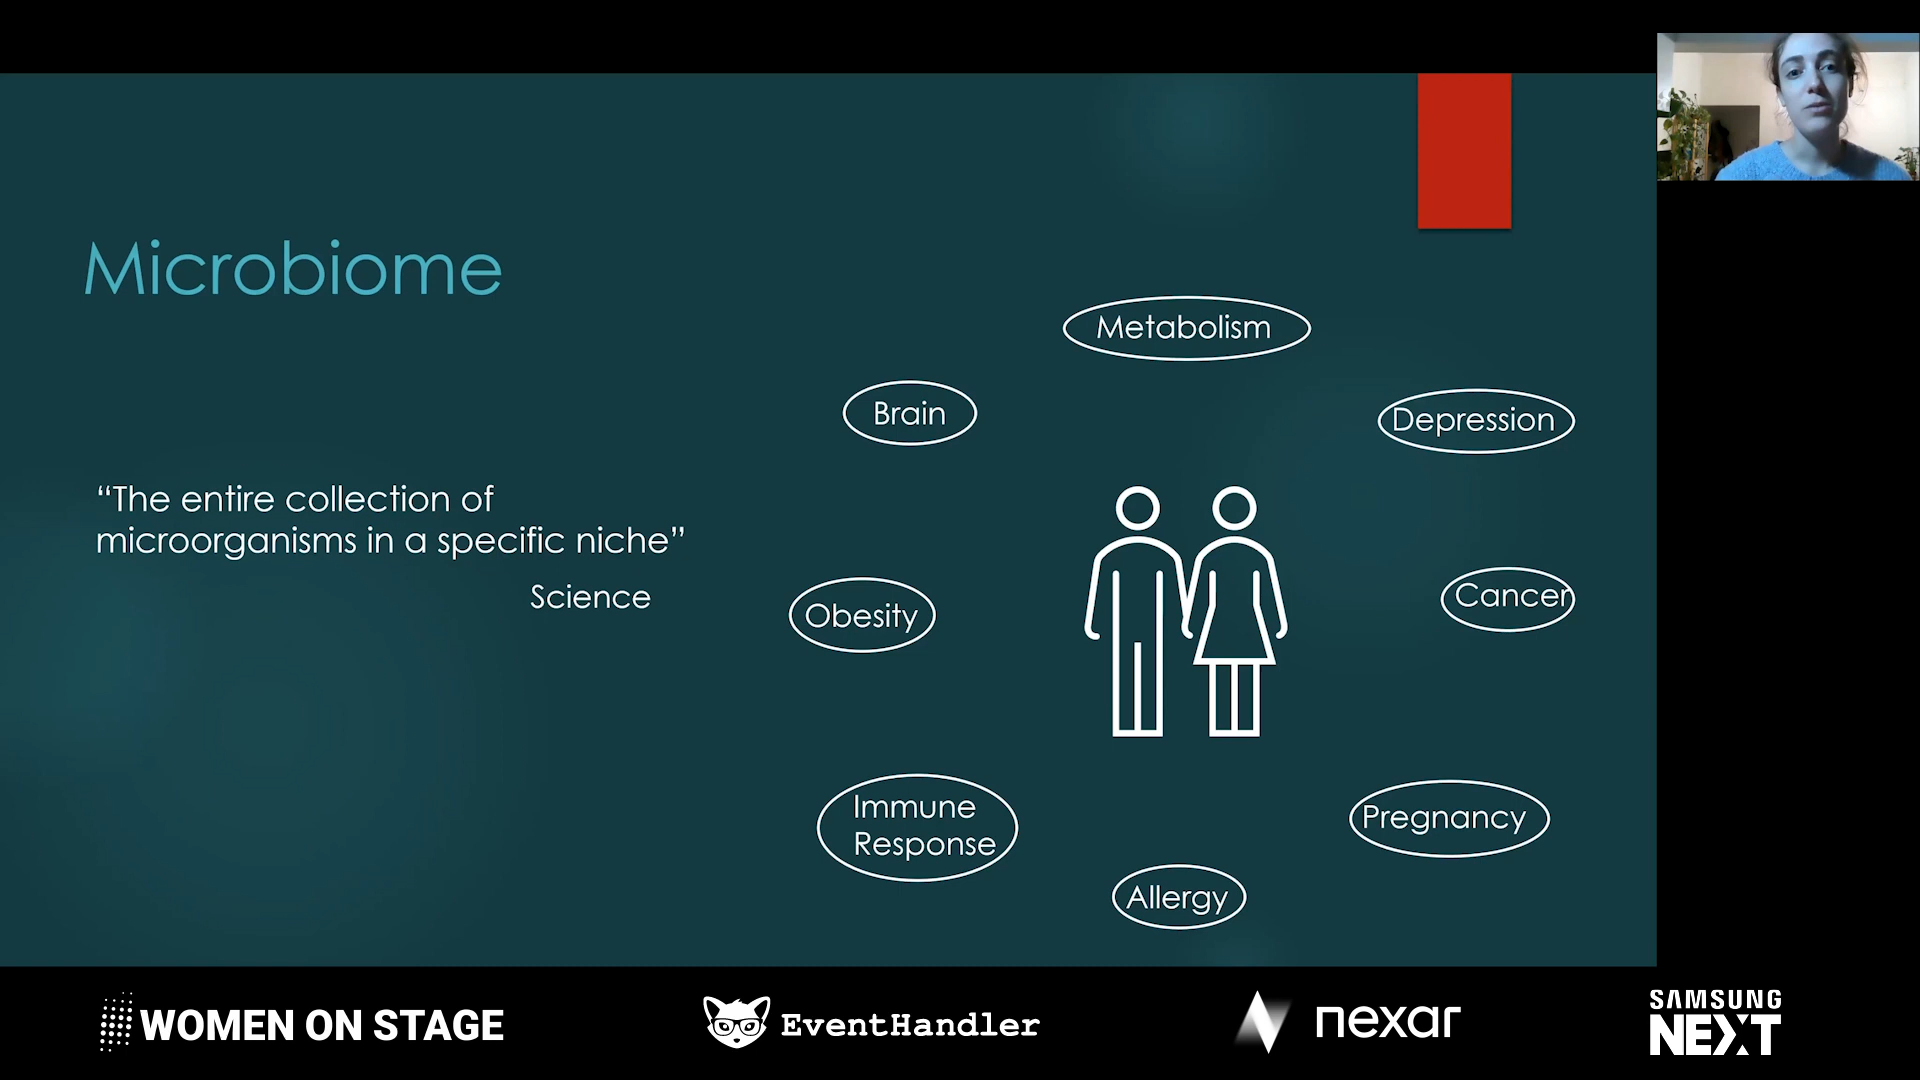 Microbiome
“The entire collection of
microorganisms in a specific niche”
Science
Metabolism
Brain
Depression
Obesity
Cancer
Immune
Response
Pregnancy
Allergy
WOMEN ON STAGE
EventHandler
nexar
SAMSUNG
NEXT